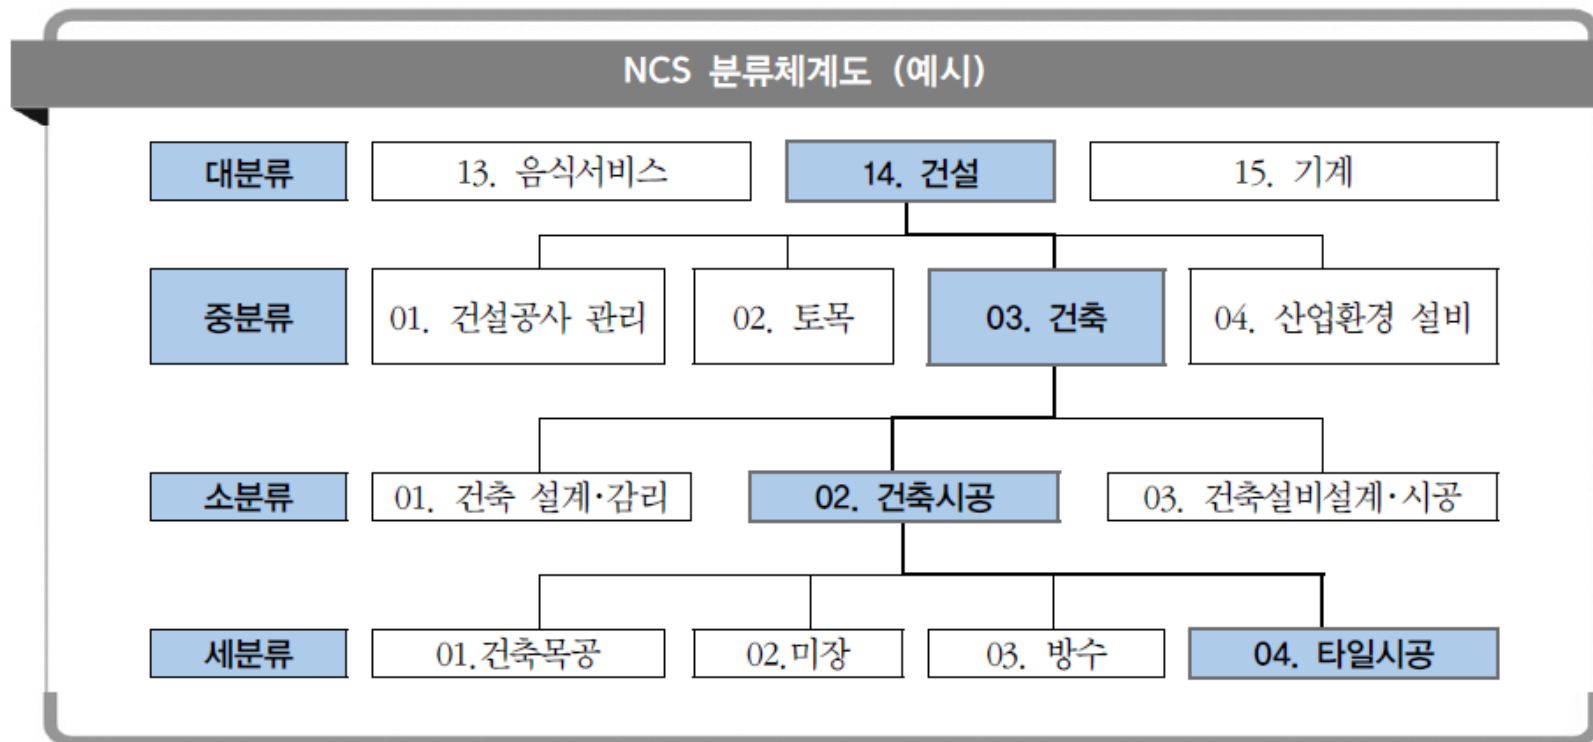 NCS 분류체계도 (예시)
대분류 13. 음식서비스 14. 건설 15. 기계
중분류 01. 건설공사 관리 02. 토목 03. 건축 04. 산업환경 설비
소분류 01. 건축 설계·감리 02. 건축시공 03. 건축설비설계·시공
세분류 01.건축목공 02.미장 03. 방수 04. 타일시공